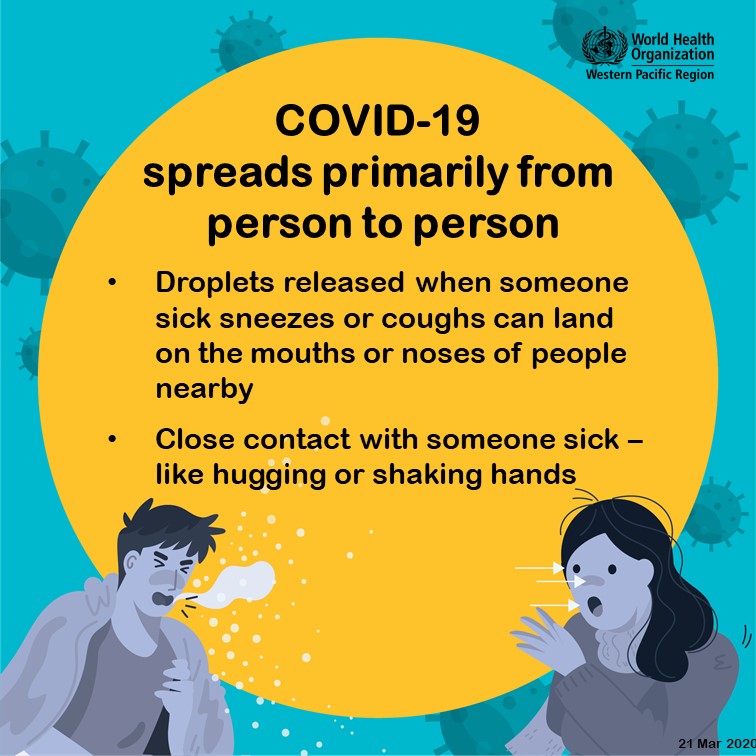 World Health
Organization
Western Pacific Region
COVID-19
spreads primarily from
person to person
• Droplets released when someone
sick sneezes or coughs can land
on the mouths or noses of people
nearby
• Close contact with someone sick –
like hugging or shaking hands
21 Mar 2020